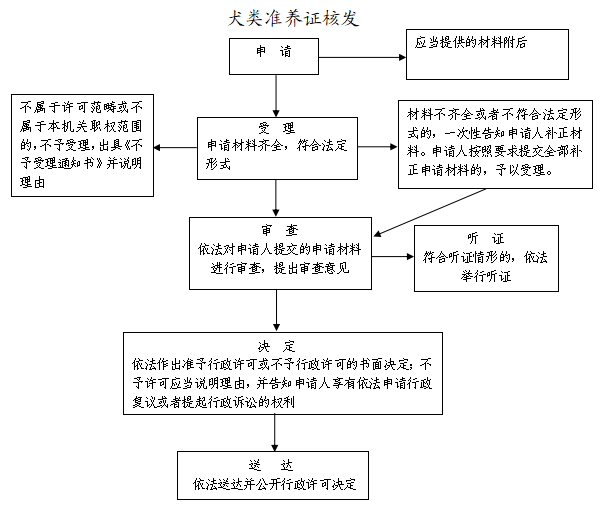 犬类准养证核发
申 请
应当提供的材料附后
不属于许可范畴或不
属于本机关职权范围
的，不予受理，出具《不
予受理通知书》并说明
理由
受 理
申请材料齐全，符合法定
形式
材料不齐全或者不符合法定形
式的，一次性告知申请人补正材
料。申请人按照要求提交全部补
正申请材料的，予以受理。
审 查
依法对申请人提交的申请材料
进行审查，提出审查意见
听 证
符合听证情形的，依法
举行听证
决 定
依法作出准予行政许可或不予行政许可的书面决定；不
予许可应当说明理由，并告知申请人享有依法申请行政
复议或者提起行政诉讼的权利
送 达
依法送达并公开行政许可决定